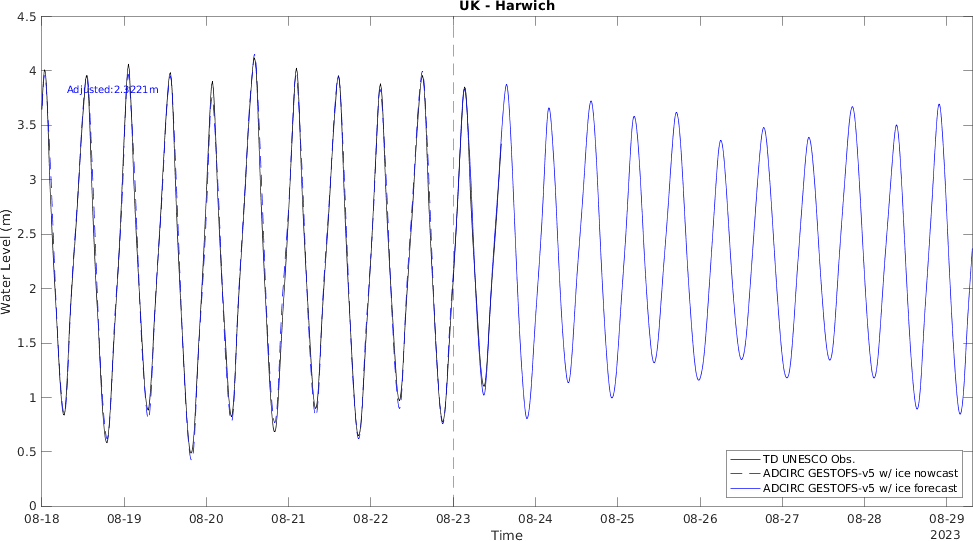 UK - Harwich
4.5
4
3.5
3
2.5
2
1.5
1
0.5
0
Water Level (m)
Adjusted:2.3221m
TD UNESCO Obs.
ADCIRC GESTOFS-v5 w/ ice nowcast
ADCIRC GESTOFS-v5 w/ ice forecast
08-18 08-19 08-20 08-21 08-22 08-23 08-24 08-25 08-26 08-27 08-28 08-29
Time
2023